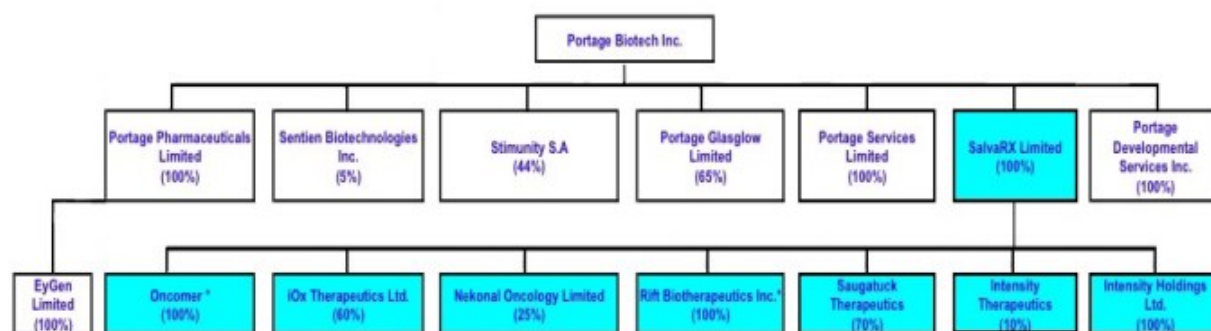 Portage Biotech Inc.
Portage Pharmaceuticals
Limited
(100%)
Sentien Biotechnologies
Inc.
(5%)
Stimunity S.A
(44%)
Portage Glasglow
Limited
(65%)
Portage Services
Limited
(100%)
SalvaRX Limited
(100%)
Portage
Developmental
Services Inc.
(100%)
EyGen
Limited
(100%)
Oncomer *
(100%)
iOx Therapeutics Ltd.
(60%)
Nekonal Oncology Limited
(25%)
Rift Biotherapeutics Inc.*
(100%)
Saugatuck
Therapeutics
(70%)
Intensity
Therapeutics
(10%)
Intensity Holdings
Ltd.
(100%)